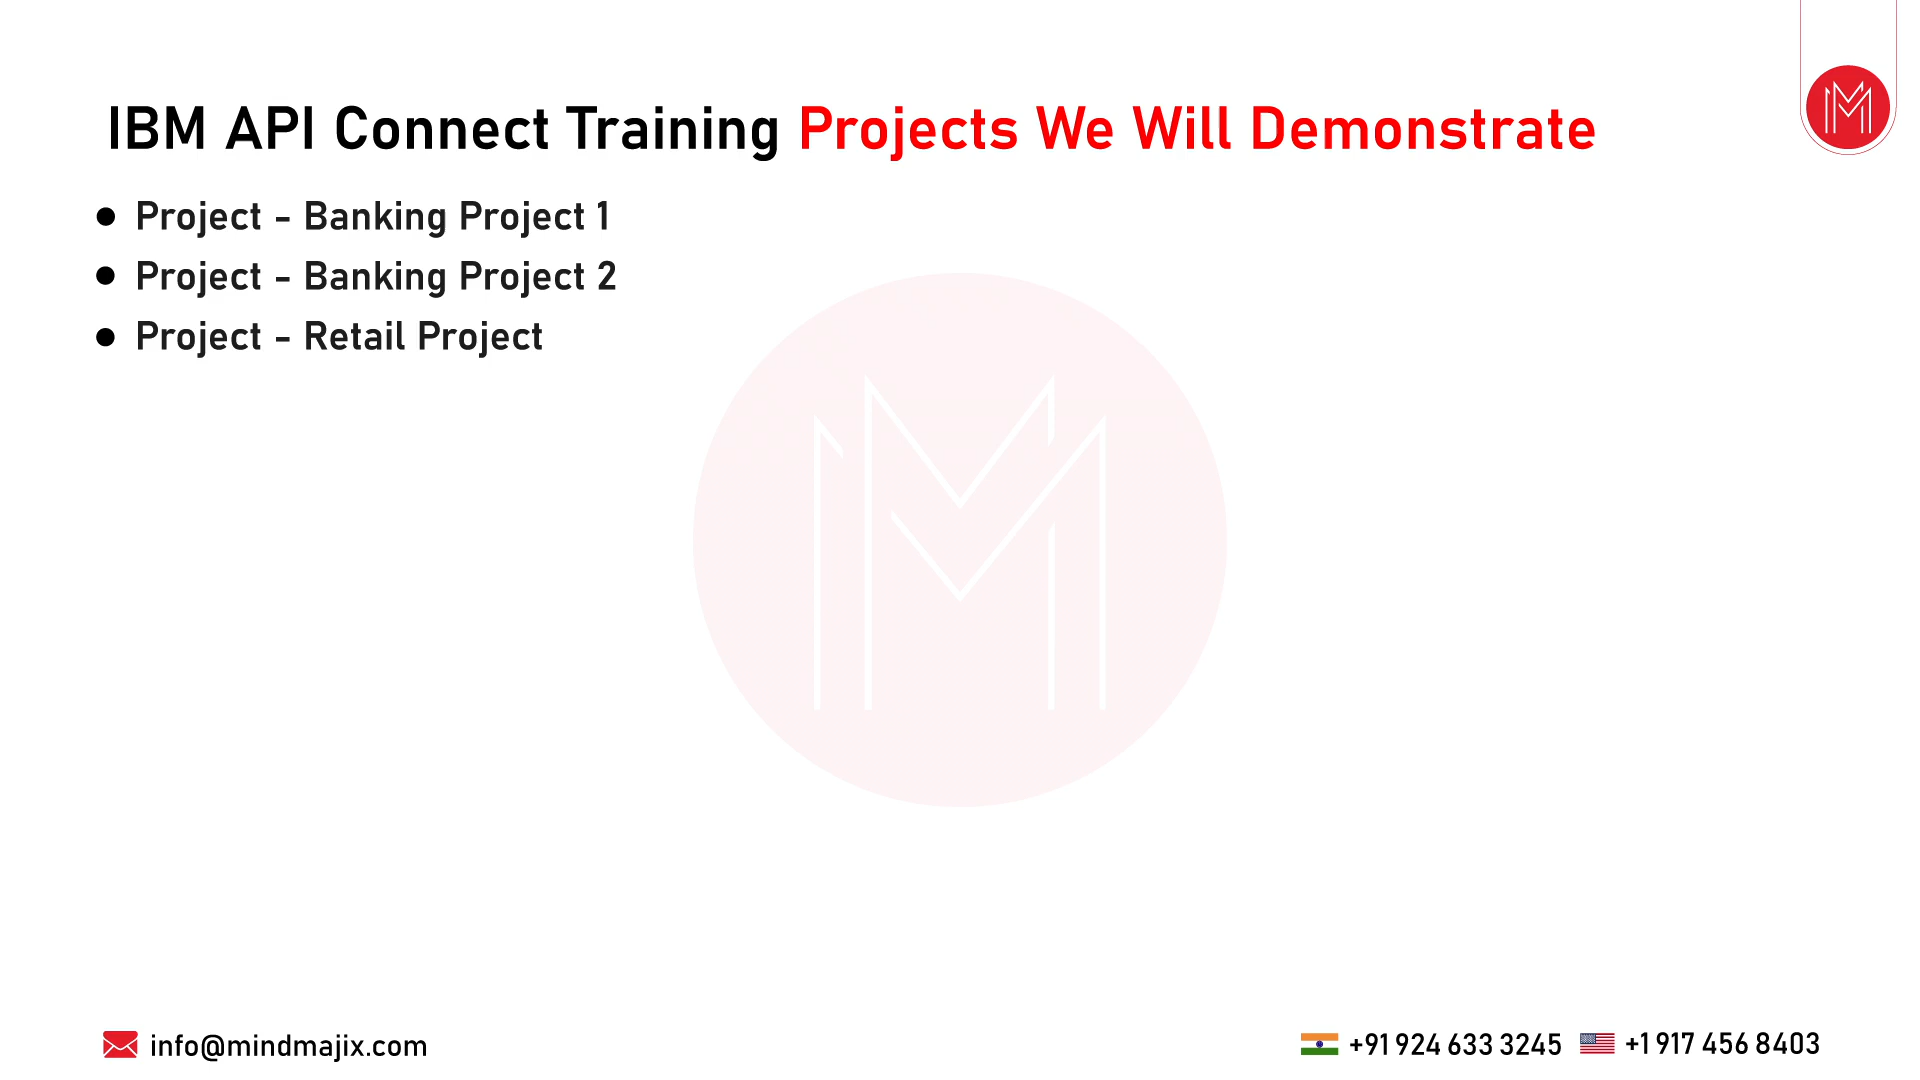 IBM API Connect Training Projects We Will Demonstrate
● Project - Banking Project 1
● Project - Banking Project 2
● Project - Retail Project
info@mindmajix.com
+91 924 633 3245
+1 917 456 8403